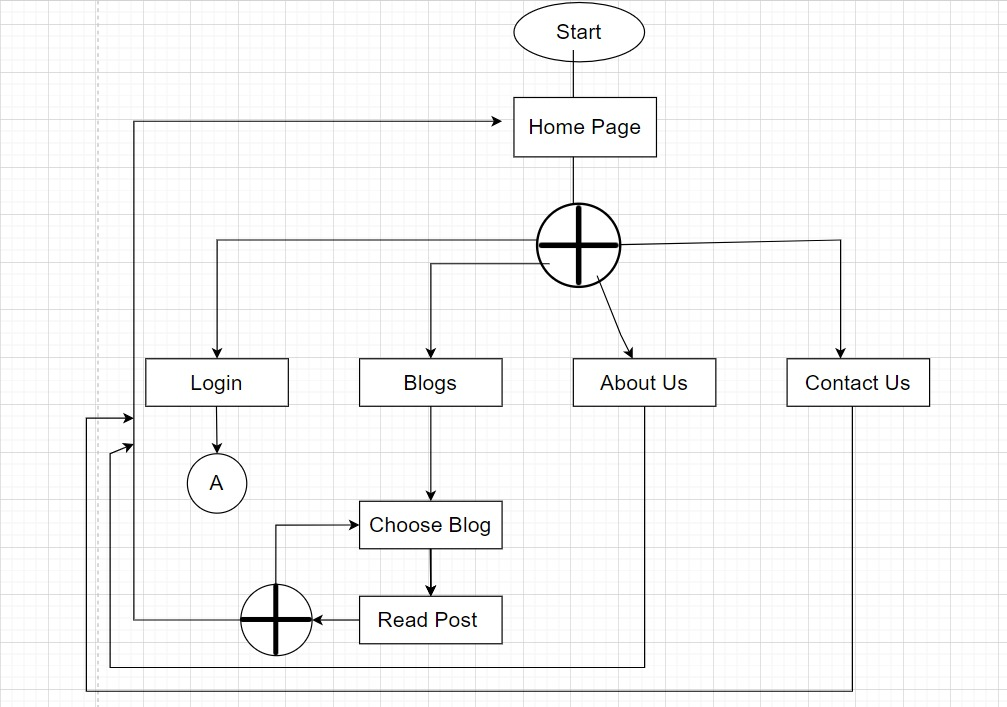 Start
Home Page
Login
Blogs
About Us
Contact Us
A
Choose Blog
Read Post